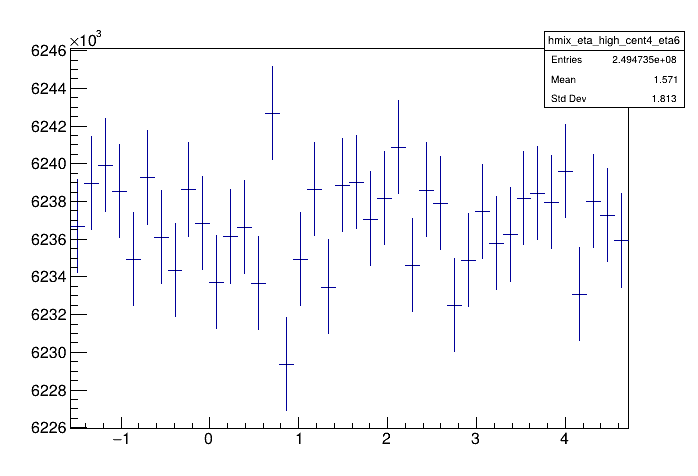 ×10³
hmix_eta_high_cent4_eta6
Entries 2.494735e+08
Mean 1.571
Std Dev 1.813
6246
6244
6242
6240
6238
6236
6234
6232
6230
6228
6226
−1 0 1 2 3 4